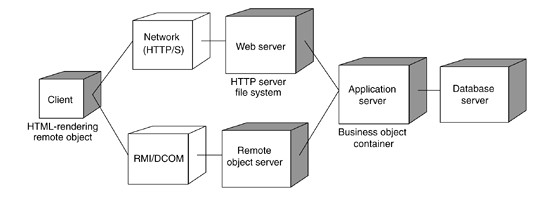 Network
(HTTP/S)
Web server
HTTP server
file system
Client
HTML-rendering
remote object
Application
server
Business object
container
Database
server
RMI/DCOM
Remote
object server